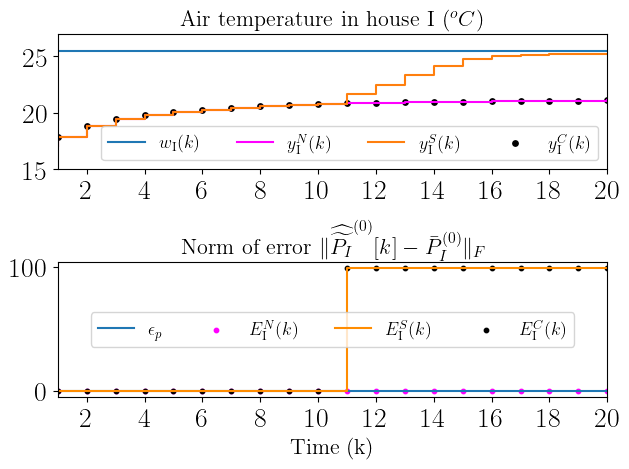 Air temperature in house I (°C)
25
20
15
w_I(k) y_I^N(k) y_I^S(k) y_I^C(k)
2 4 6 8 10 12 14 16 18 20
Norm of error ‖\widehat{\widetilde{P}_I}^{(0)}[k] − \bar{P}_I^{(0)}‖_F
100
ϵ_p E_I^N(k) E_I^S(k) E_I^C(k)
0
2 4 6 8 10 12 14 16 18 20
Time (k)